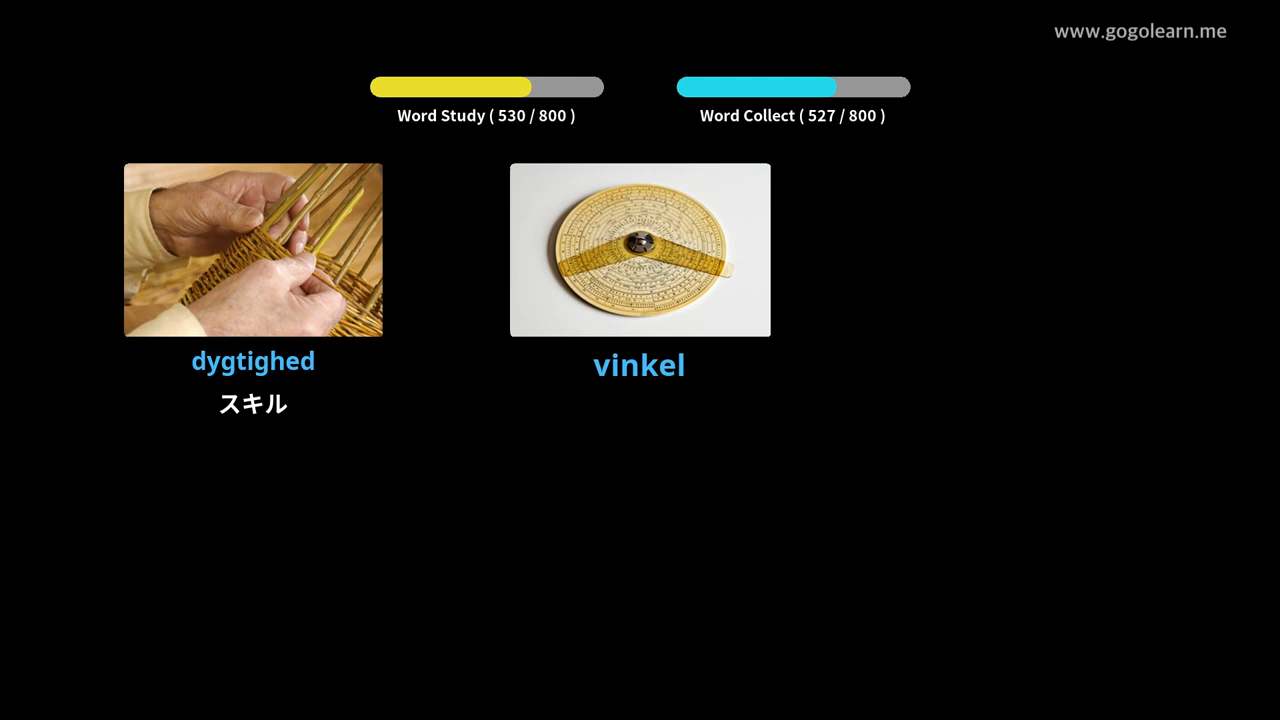 www.gogolearn.me
Word Study ( 530 / 800 )
Word Collect ( 527 / 800 )
dygtighed
スキル
vinkel